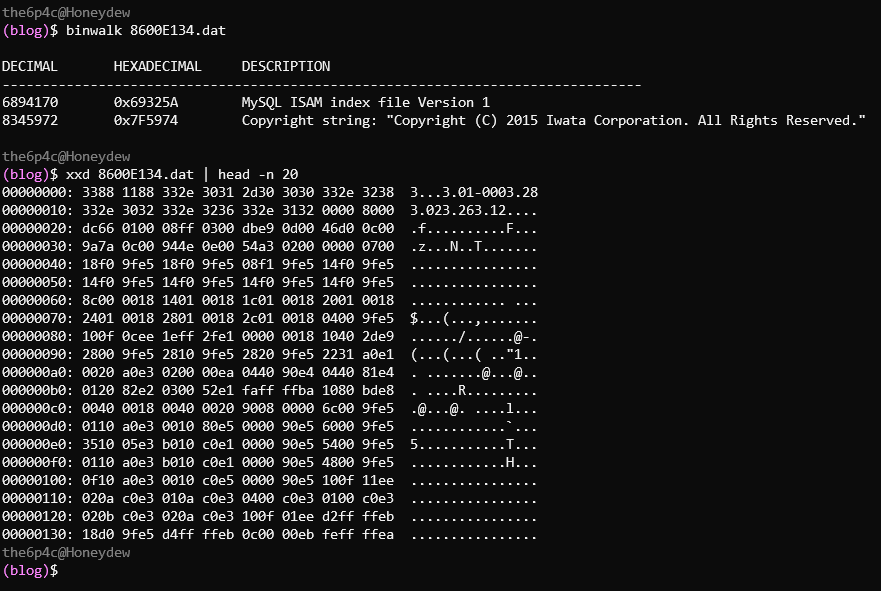 the6p4c@Honeydew
(blog)$ binwalk 8600E134.dat
DECIMAL       HEXADECIMAL     DESCRIPTION
--------------------------------------------------------------------------------
6894170       0x69325A        MySQL ISAM index file Version 1
8345972       0x7F5974        Copyright string: "Copyright (C) 2015 Iwata Corporation. All Rights Reserved."
the6p4c@Honeydew
(blog)$ xxd 8600E134.dat | head -n 20
00000000: 3388 1188 332e 3031 2d30 3030 332e 3238  3...3.01-0003.28
00000010: 332e 3032 332e 3236 332e 3132 0000 8000  3.023.263.12....
00000020: dc66 0100 08ff 0300 dbe9 0d00 46d0 0c00  .f..........F...
00000030: 9a7a 0c00 944e 0e00 54a3 0200 0000 0700  .z...N..T.......
00000040: 18f0 9fe5 18f0 9fe5 08f1 9fe5 14f0 9fe5  ................
00000050: 14f0 9fe5 14f0 9fe5 14f0 9fe5 14f0 9fe5  ................
00000060: 8c00 0018 1401 0018 1c01 0018 2001 0018  ............ ...
00000070: 2401 0018 2801 0018 2c01 0018 0400 9fe5  $...(...,.......
00000080: 100f 0cee 1eff 2fe1 0000 0018 1040 2de9  ....../......@-.
00000090: 2800 9fe5 2810 9fe5 2820 9fe5 2231 a0e1  (...(...( .."1..
000000a0: 0020 a0e3 0200 00ea 0440 90e4 0440 81e4  . .......@...@..
000000b0: 0120 82e2 0300 52e1 faff ffba 1080 bde8  . ....R.........
000000c0: 0040 0018 0040 0020 9008 0000 6c00 9fe5  .@...@. ....l...
000000d0: 0110 a0e3 0010 80e5 0000 90e5 6000 9fe5  ............`...
000000e0: 3510 05e3 b010 c0e1 0000 90e5 5400 9fe5  5...........T...
000000f0: 0110 a0e3 b010 c0e1 0000 90e5 4800 9fe5  ............H...
00000100: 0f10 a0e3 0010 c0e5 0000 90e5 100f 11ee  ................
00000110: 020a c0e3 010a c0e3 0400 c0e3 0100 c0e3  ................
00000120: 020b c0e3 020a c0e3 100f 01ee d2ff ffeb  ................
00000130: 18d0 9fe5 d4ff ffeb 0c00 00eb feff ffea  ................
the6p4c@Honeydew
(blog)$